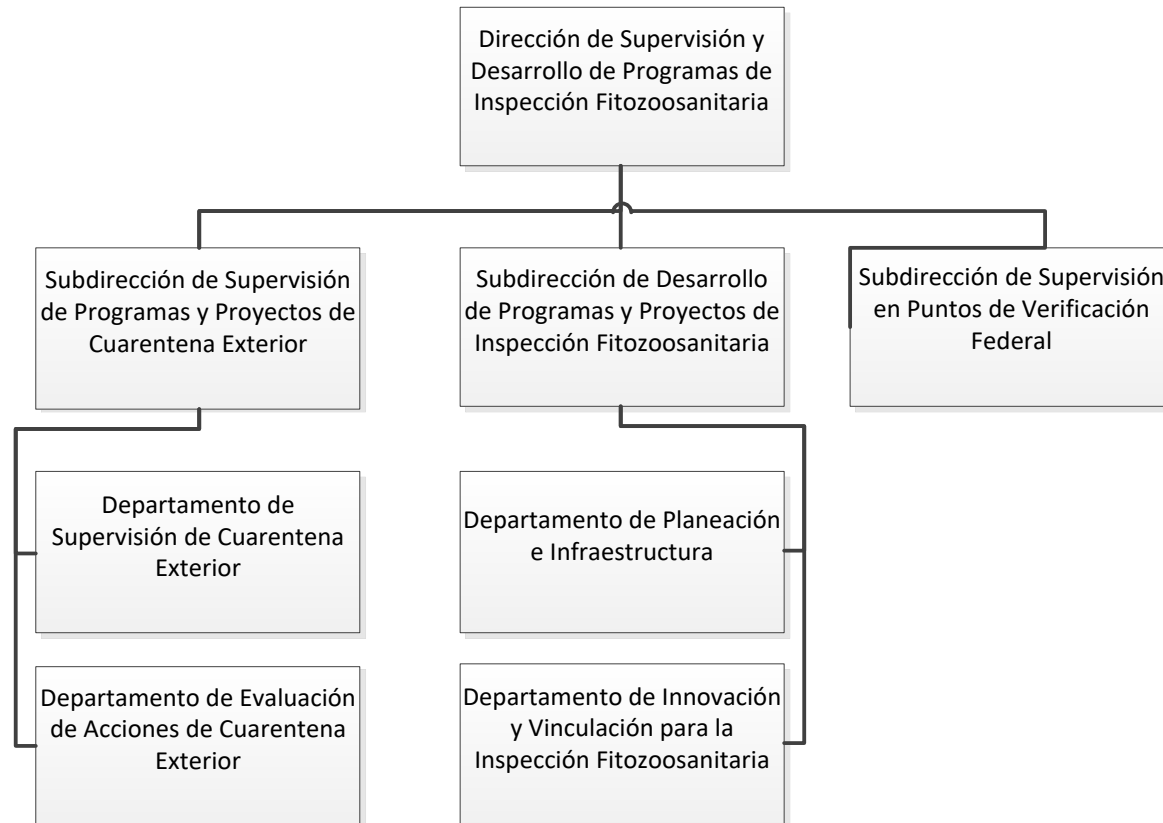 Dirección de Supervisión y
Desarrollo de Programas de
Inspección Fitozoosanitaria
Subdirección de Supervisión
de Programas y Proyectos de
Cuarentena Exterior
Subdirección de Desarrollo
de Programas y Proyectos de
Inspección Fitozoosanitaria
Subdirección de Supervisión
en Puntos de Verificación
Federal
Departamento de
Supervisión de Cuarentena
Exterior
Departamento de Planeación
e Infraestructura
Departamento de Evaluación
de Acciones de Cuarentena
Exterior
Departamento de Innovación
y Vinculación para la
Inspección Fitozoosanitaria